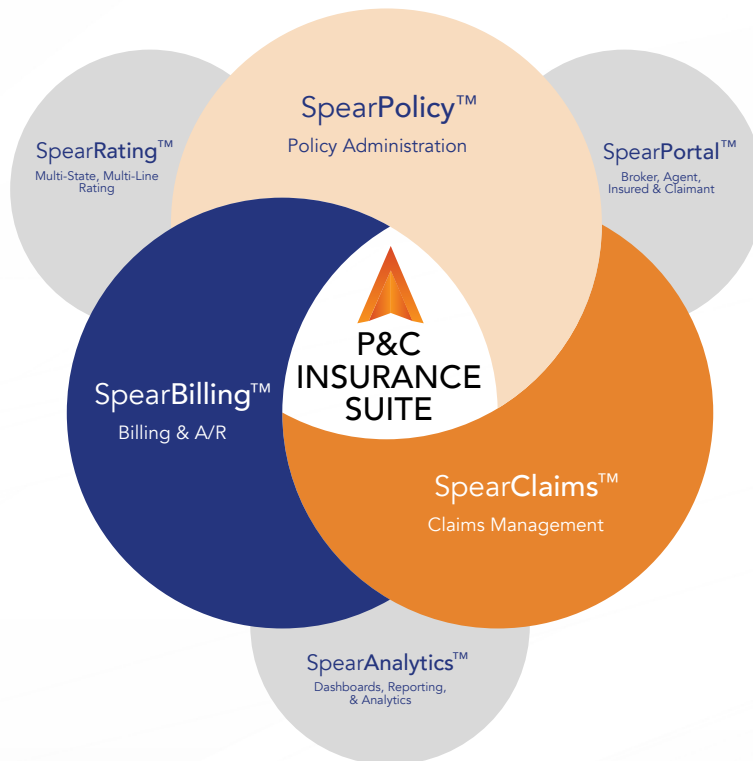 SpearPolicy™
Policy Administration
SpearRating™
Multi-State, Multi-Line
Rating
SpearPortal™
Broker, Agent,
Insured & Claimant
P&C
INSURANCE
SUITE
SpearBilling™
Billing & A/R
SpearClaims™
Claims Management
SpearAnalytics™
Dashboards, Reporting,
& Analytics